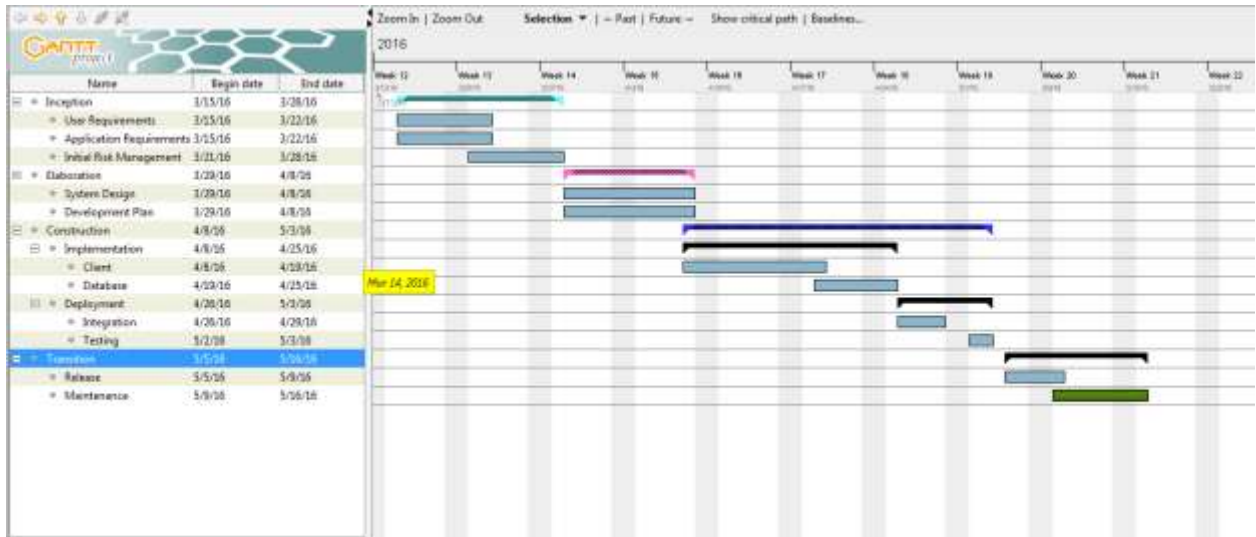 Zoom In | Zoom Out Selection ▼ | ← Past | Future → Show critical path | Baselines...
GANTT
project
2016
Week 12 Week 13 Week 14 Week 15 Week 16 Week 17 Week 18 Week 19 Week 20 Week 21 Week 22
Name Begin date End date
Inception 3/15/16 3/28/16
User Requirements 3/15/16 3/22/16
Application Requirements 3/15/16 3/22/16
Initial Risk Management 3/21/16 3/28/16
Elaboration 3/29/16 4/8/16
System Design 3/29/16 4/8/16
Development Plan 3/29/16 4/8/16
Construction 4/8/16 5/3/16
Implementation 4/8/16 4/25/16
Client 4/8/16 4/19/16
Database 4/19/16 4/25/16
Mar 14, 2016
Deployment 4/26/16 5/3/16
Integration 4/26/16 4/29/16
Testing 5/2/16 5/3/16
Transition 5/5/16 5/16/16
Release 5/5/16 5/9/16
Maintenance 5/9/16 5/16/16